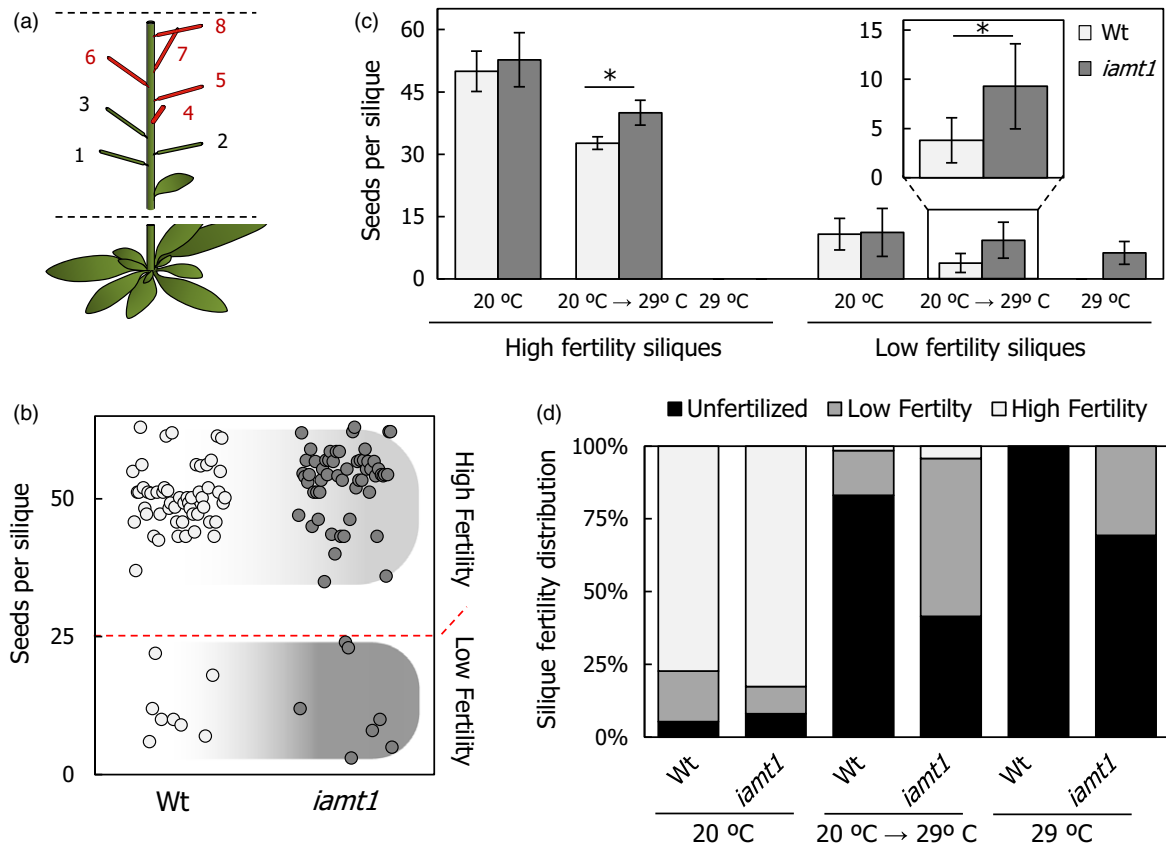 (a)
8
7
6
5
3
4
2
1
(c)
Seeds per silique
60
45
30
15
0
*
20 ºC
20 ºC → 29º C
29 ºC
High fertility siliques
15
10
5
0
*
Wt
iamt1
20 ºC
20 ºC → 29º C
29 ºC
Low fertility siliques
(b)
Seeds per silique
50
25
0
High Fertility
Low Fertility
Wt
iamt1
(d)
Unfertilized
Low Fertilty
High Fertility
Silique fertility distribution
100%
75%
50%
25%
0%
Wt
iamt1
Wt
iamt1
Wt
iamt1
20 ºC
20 ºC → 29º C
29 ºC